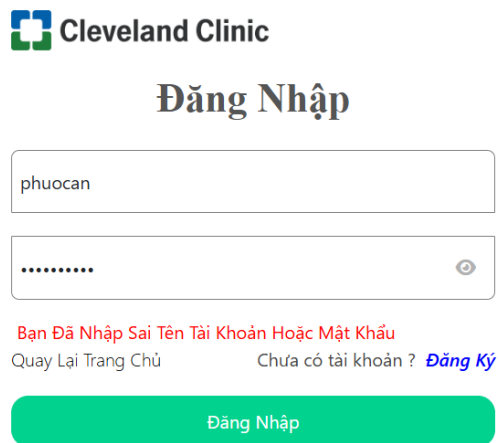 Cleveland Clinic
Đăng Nhập
phuocan
••••••••••
Bạn Đã Nhập Sai Tên Tài Khoản Hoặc Mật Khẩu
Quay Lại Trang Chủ Chưa có tài khoản ? Đăng Ký
Đăng Nhập